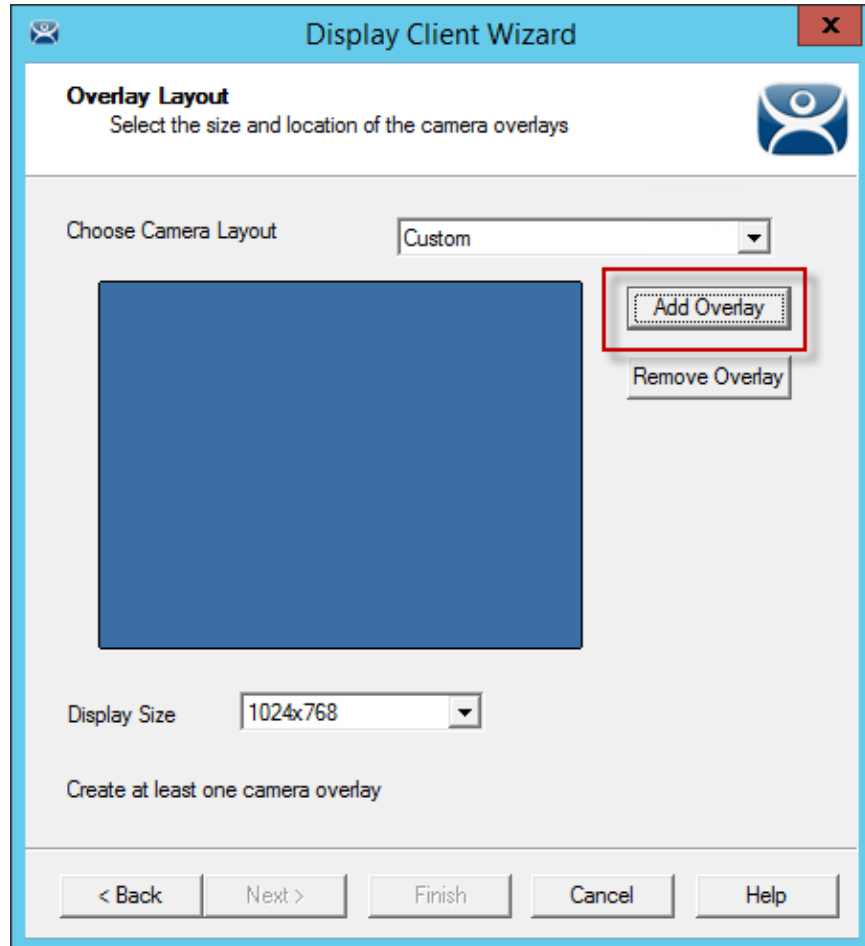 Display Client Wizard
x
Overlay Layout
Select the size and location of the camera overlays
Choose Camera Layout
Custom
Add Overlay
Remove Overlay
Display Size
1024x768
Create at least one camera overlay
< Back Next > Finish Cancel Help